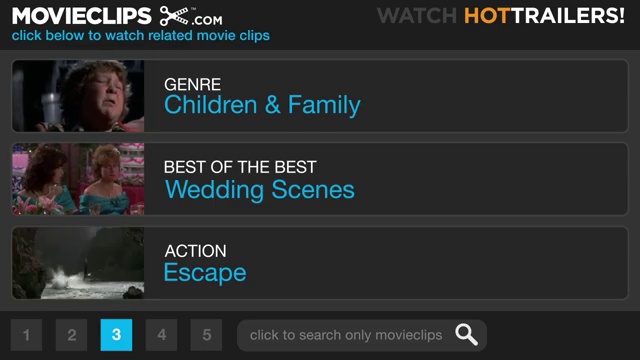 MOVIECLIPS.COM™
WATCH HOTTRAILERS!
click below to watch related movie clips
GENRE
Children & Family
BEST OF THE BEST
Wedding Scenes
ACTION
Escape
1 2 3 4 5
click to search only movieclips